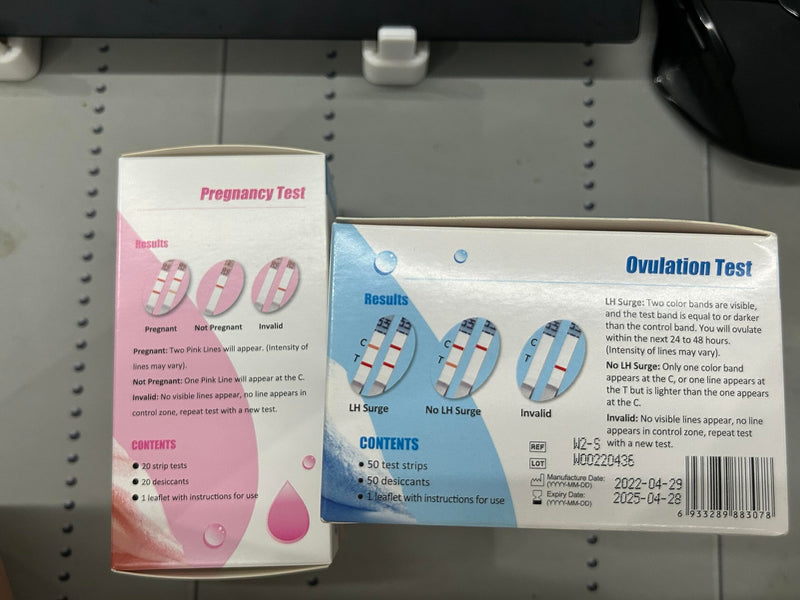 Pregnancy Test
Results
Pregnant Not Pregnant Invalid
Pregnant: Two Pink Lines will appear. (Intensity of
lines may vary).
Not Pregnant: One Pink Line will appear at the C.
Invalid: No visible lines appear, no line appears in
control zone, repeat test with a new test.
CONTENTS
● 20 strip tests
● 20 desiccants
● 1 leaflet with instructions for use
Ovulation Test
Results
C
T
C
T
C
T
LH Surge No LH Surge Invalid
CONTENTS
● 50 test strips
● 50 desiccants
● 1 leaflet with instructions for use
LH Surge: Two color bands are visible,
and the test band is equal to or darker
than the control band. You will ovulate
within the next 24 to 48 hours.
(Intensity of lines may vary).
No LH Surge: Only one color band
appears at the C, or one line appears at
the T but is lighter than the one appears
at the C.
Invalid: No visible lines appear, no line
appears in control zone, repeat test
with a new test.
REF W2-S
LOT W00220436
Manufacture Date:
(YYYY-MM-DD) 2022-04-29
Expiry Date:
(YYYY-MM-DD) 2025-04-28
6 933289 883078